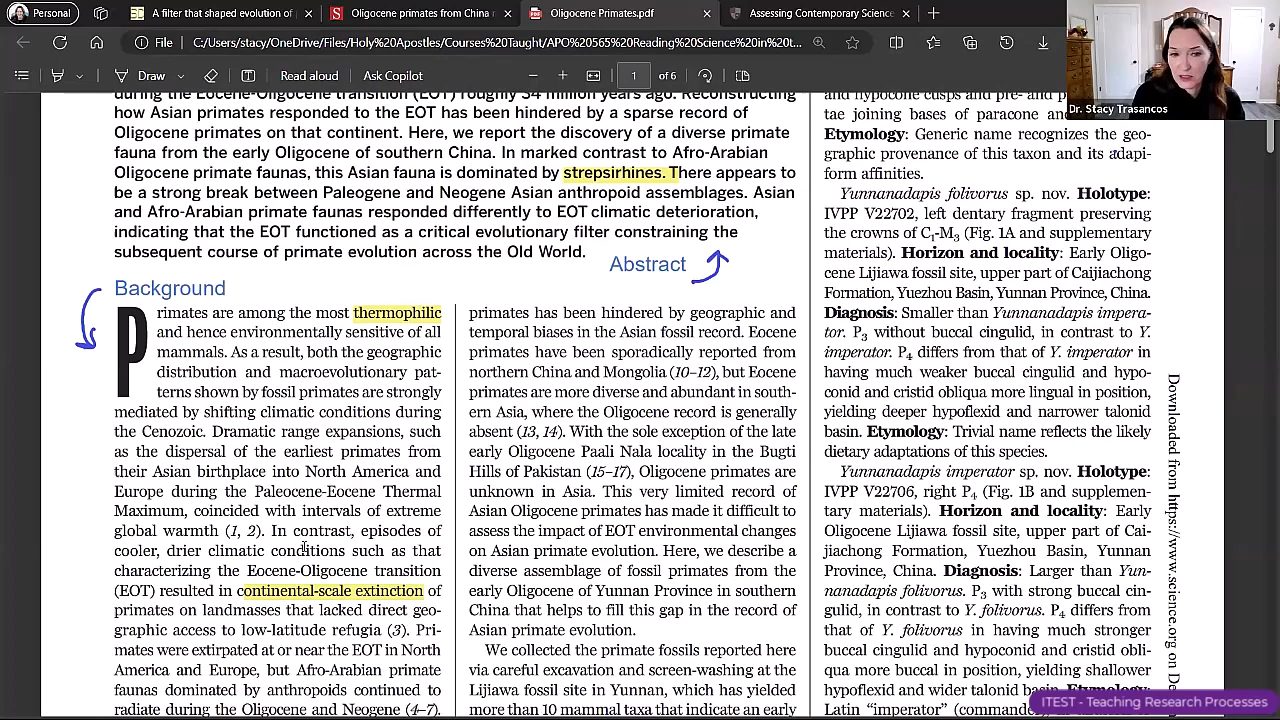 Personal
A filter that shaped evolution of
Oligocene primates from China
Oligocene Primates.pdf
Assessing Contemporary Science
File
C:/Users/stacy/OneDrive/Files/Holy%20Apostles/Courses%20Taught/APO%20565%20Reading%20Science%20in%20t...
Draw
Read aloud
Ask Copilot
1
of 6
Dr. Stacy Trasancos
during the Eocene-Oligocene transition (EOT) roughly 34 million years ago. Reconstructing
how Asian primates responded to the EOT has been hindered by a sparse record of
Oligocene primates on that continent. Here, we report the discovery of a diverse primate
fauna from the early Oligocene of southern China. In marked contrast to Afro-Arabian
Oligocene primate faunas, this Asian fauna is dominated by strepsirhines. There appears to
be a strong break between Paleogene and Neogene Asian anthropoid assemblages. Asian
and Afro-Arabian primate faunas responded differently to EOT climatic deterioration,
indicating that the EOT functioned as a critical evolutionary filter constraining the
subsequent course of primate evolution across the Old World.
Abstract
Background
Primates are among the most thermophilic
and hence environmentally sensitive of all
mammals. As a result, both the geographic
distribution and macroevolutionary pat-
terns shown by fossil primates are strongly
mediated by shifting climatic conditions during
the Cenozoic. Dramatic range expansions, such
as the dispersal of the earliest primates from
their Asian birthplace into North America and
Europe during the Paleocene-Eocene Thermal
Maximum, coincided with intervals of extreme
global warmth (1, 2). In contrast, episodes of
cooler, drier climatic conditions such as that
characterizing the Eocene-Oligocene transition
(EOT) resulted in continental-scale extinction of
primates on landmasses that lacked direct geo-
graphic access to low-latitude refugia (3). Pri-
mates were extirpated at or near the EOT in North
America and Europe, but Afro-Arabian primate
faunas dominated by anthropoids continued to
radiate during the Oligocene and Neogene (4–7)
primates has been hindered by geographic and
temporal biases in the Asian fossil record. Eocene
primates have been sporadically reported from
northern China and Mongolia (10–12), but Eocene
primates are more diverse and abundant in south-
ern Asia, where the Oligocene record is generally
absent (13, 14). With the sole exception of the late
early Oligocene Paali Nala locality in the Bugti
Hills of Pakistan (15–17), Oligocene primates are
unknown in Asia. This very limited record of
Asian Oligocene primates has made it difficult to
assess the impact of EOT environmental changes
on Asian primate evolution. Here, we describe a
diverse assemblage of fossil primates from the
early Oligocene of Yunnan Province in southern
China that helps to fill this gap in the record of
Asian primate evolution.
We collected the primate fossils reported here
via careful excavation and screen-washing at the
Lijiawa fossil site in Yunnan, which has yielded
more than 10 mammal taxa that indicate an early
and hypocone cusps and pre- and
tae joining bases of paracone and
Etymology: Generic name recognizes the geo-
graphic provenance of this taxon and its adapi-
form affinities.
Yunnanadapis folivorus sp. nov. Holotype:
IVPP V22702, left dentary fragment preserving
the crowns of C1-M3 (Fig. 1A and supplementary
materials). Horizon and locality: Early Oligo-
cene Lijiawa fossil site, upper part of Caijiachong
Formation, Yuezhou Basin, Yunnan Province, China.
Diagnosis: Smaller than Yunnanadapis impera-
tor. P3 without buccal cingulid, in contrast to Y.
imperator. P4 differs from that of Y. imperator in
having much weaker buccal cingulid and hypo-
conid and cristid obliqua more lingual in position,
yielding deeper hypoflexid and narrower talonid
basin. Etymology: Trivial name reflects the likely
dietary adaptations of this species.
Yunnanadapis imperator sp. nov. Holotype:
IVPP V22706, right P4 (Fig. 1B and supplemen-
tary materials). Horizon and locality: Early
Oligocene Lijiawa fossil site, upper part of Cai-
jiachong Formation, Yuezhou Basin, Yunnan
Province, China. Diagnosis: Larger than Yun-
nanadapis folivorus. P3 with strong buccal cin-
gulid, in contrast to Y. folivorus. P4 differs from
that of Y. folivorus in having much stronger
buccal cingulid and hypoconid and cristid obli-
qua more buccal in position, yielding shallower
hypoflexid and wider talonid basin. Etymology:
Latin "imperator" (commander),
Downloaded from https://www.science.org on De
ITEST - Teaching Research Processes